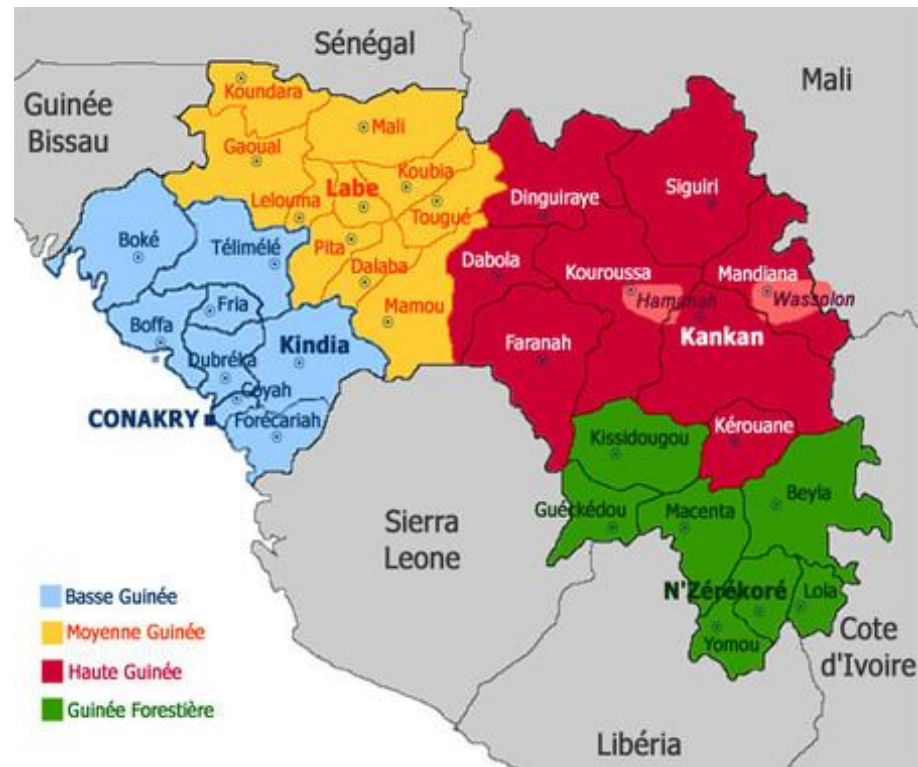 Sénégal
Mali
Guinée
Bissau
Koundara
Mali
Gaoual
Koubia
Labe
Lelouma
Tougué
Siguiri
Dinguiraye
Boké
Télimélé
Pita
Dalaba
Dabola
Kouroussa
Mandiana
Hamanah
Wassolon
Fria
Mamou
Boffa
Kindia
Faranah
Kankan
Dubréka
Coyah
CONAKRY
Forécariah
Kérouane
Kissidougou
Beyla
Guéckédou
Macenta
Sierra
Leone
N'Zérékoré
Lola
Yomou
Cote
d'Ivoire
Libéria
Basse Guinée
Moyenne Guinée
Haute Guinée
Guinée Forestière